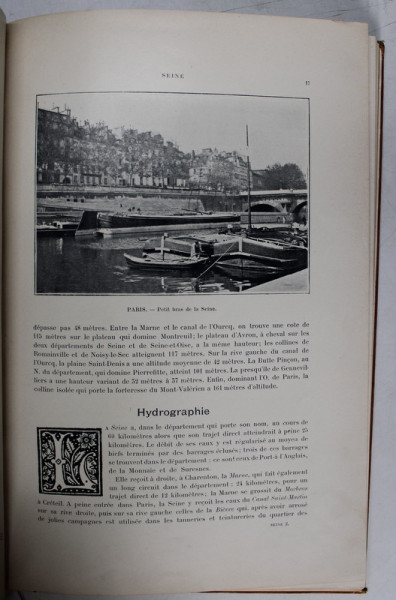 SEINE
17
PARIS. — Petit bras de la Seine.
dépasse pas 48 mètres. Entre la Marne et le canal de l'Ourcq, on trouve une cote de
115 mètres sur le plateau qui domine Montreuil; le plateau d'Avron, à cheval sur les
deux départements de Seine et de Seine-et-Oise, a la même hauteur; les collines de
Romainville et de Noisy-le-Sec atteignent 117 mètres. Sur la rive gauche du canal de
l'Ourcq, la plaine Saint-Denis a une altitude moyenne de 42 mètres. La Butte Pinçon, au
N. du département, qui domine Pierrefitte, atteint 101 mètres. La presqu'île de Gennevil
liers a une hauteur variant de 32 mètres à 57 mètres. Enfin, dominant l'O. de Paris, la
colline isolée qui porte la forteresse du Mont-Valérien a 161 mètres d'altitude.
Hydrographie
LA Seine a, dans le département qui porte son nom, un cours de
60 kilomètres alors que son trajet direct atteindrait à peine 25
kilomètres. Le débit de ses eaux y est régularisé au moyen de
biefs terminés par des barrages éclusés; trois de ces barrages
se trouvent dans le département : ce sont ceux de Port à l'Anglais,
de la Monnaie et de Suresnes.
Elle reçoit à droite, à Charenton, la Marne, qui fait également
un long circuit dans le département : 24 kilomètres, pour un
trajet direct de 12 kilomètres; la Marne se grossit du Morbras
à Créteil. A peine entrée dans Paris, la Seine y reçoit les eaux du Canal Saint-Martin
sur sa rive droite, puis sur sa rive gauche celles de la Bièvre qui, après avoir arrosé
de jolies campagnes est utilisée dans les tanneries et teintureries du quartier des